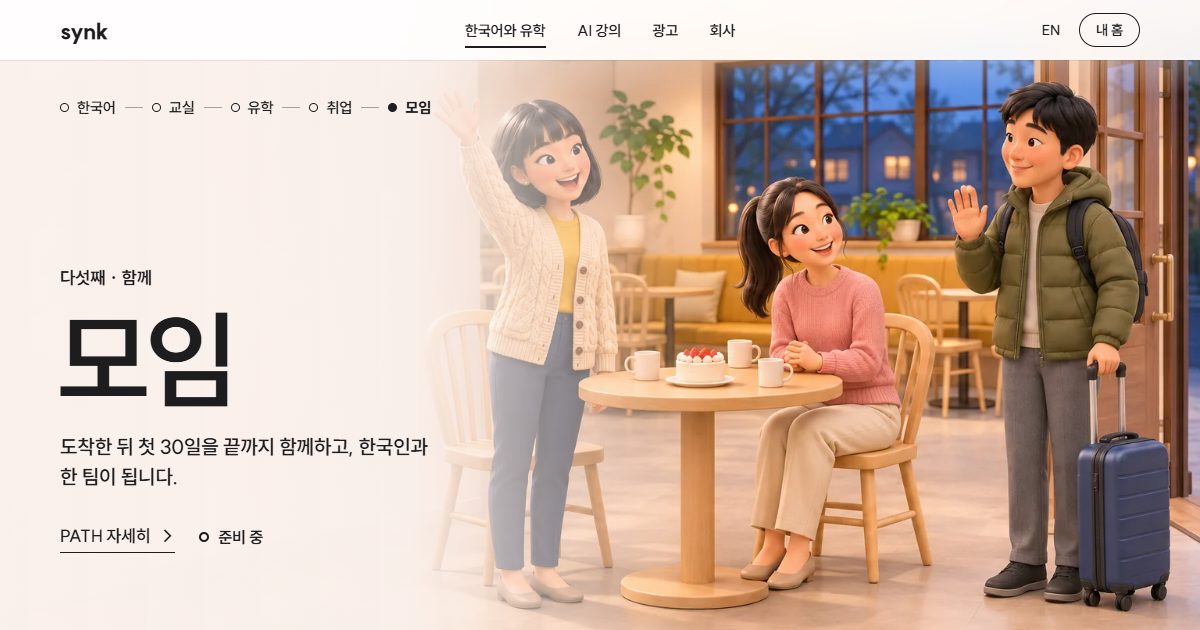 synk
한국어와 유학 AI 강의 광고 회사
EN 내 홈
한국어 교실 유학 취업 모임
다섯째 · 함께
모임
도착한 뒤 첫 30일을 끝까지 함께하고, 한국인과
한 팀이 됩니다.
PATH 자세히 준비 중